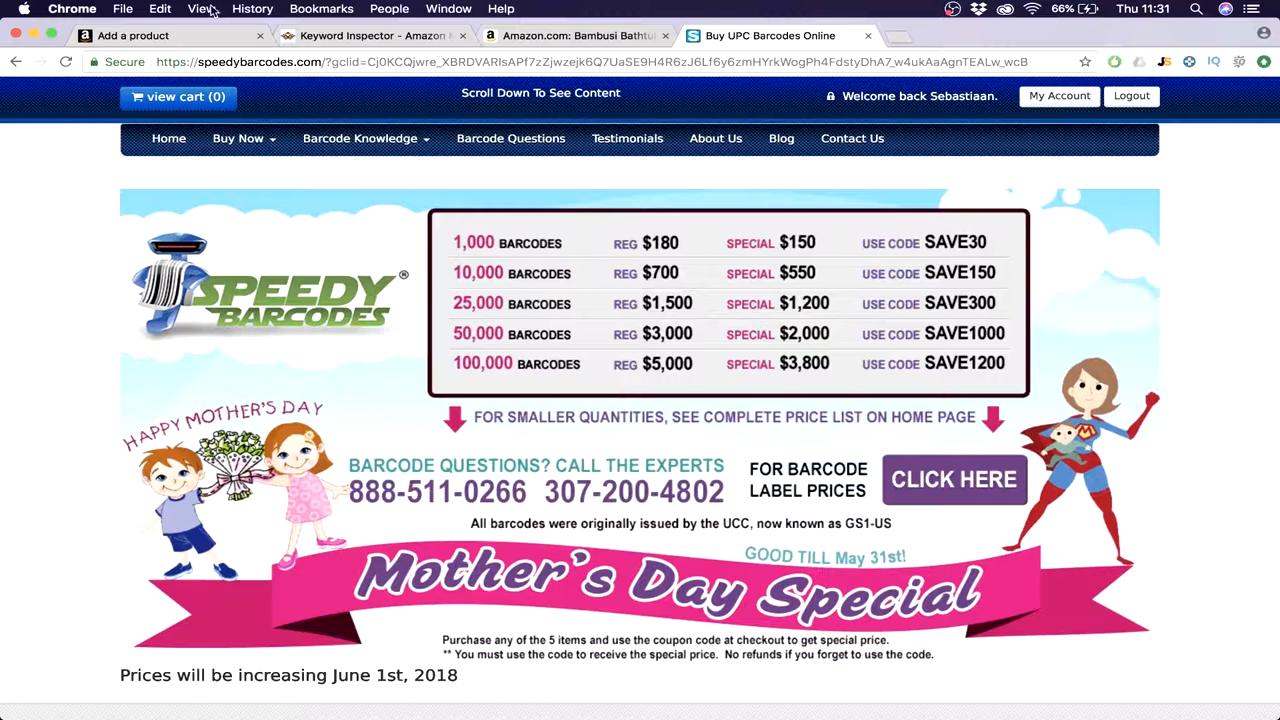 Chrome File Edit View History Bookmarks People Window Help 66% Thu 11:31
Add a product
Keyword Inspector - Amazon
Amazon.com: Bambusi Bathtu
Buy UPC Barcodes Online
Secure https://speedybarcodes.com/?gclid=Cj0KCQjwre_XBRDVARIsAPf7zZjwzejk6Q7UaSE9H4R6zJ6Lf6y6zmHYrkWogPh4FdstyDhA7_w4ukAaAgnTEALw_wcB
view cart (0)
Scroll Down To See Content
Welcome back Sebastiaan.
My Account
Logout
Home Buy Now Barcode Knowledge Barcode Questions Testimonials About Us Blog Contact Us
SPEEDY BARCODES®
1,000 BARCODES REG $180 SPECIAL $150 USE CODE SAVE30
10,000 BARCODES REG $700 SPECIAL $550 USE CODE SAVE150
25,000 BARCODES REG $1,500 SPECIAL $1,200 USE CODE SAVE300
50,000 BARCODES REG $3,000 SPECIAL $2,000 USE CODE SAVE1000
100,000 BARCODES REG $5,000 SPECIAL $3,800 USE CODE SAVE1200
FOR SMALLER QUANTITIES, SEE COMPLETE PRICE LIST ON HOME PAGE
HAPPY MOTHER'S DAY
BARCODE QUESTIONS? CALL THE EXPERTS
888-511-0266 307-200-4802
FOR BARCODE
LABEL PRICES
CLICK HERE
All barcodes were originally issued by the UCC, now known as GS1-US
GOOD TILL May 31st!
Mother's Day Special
Purchase any of the 5 items and use the coupon code at checkout to get special price.
** You must use the code to receive the special price. No refunds if you forget to use the code.
Prices will be increasing June 1st, 2018